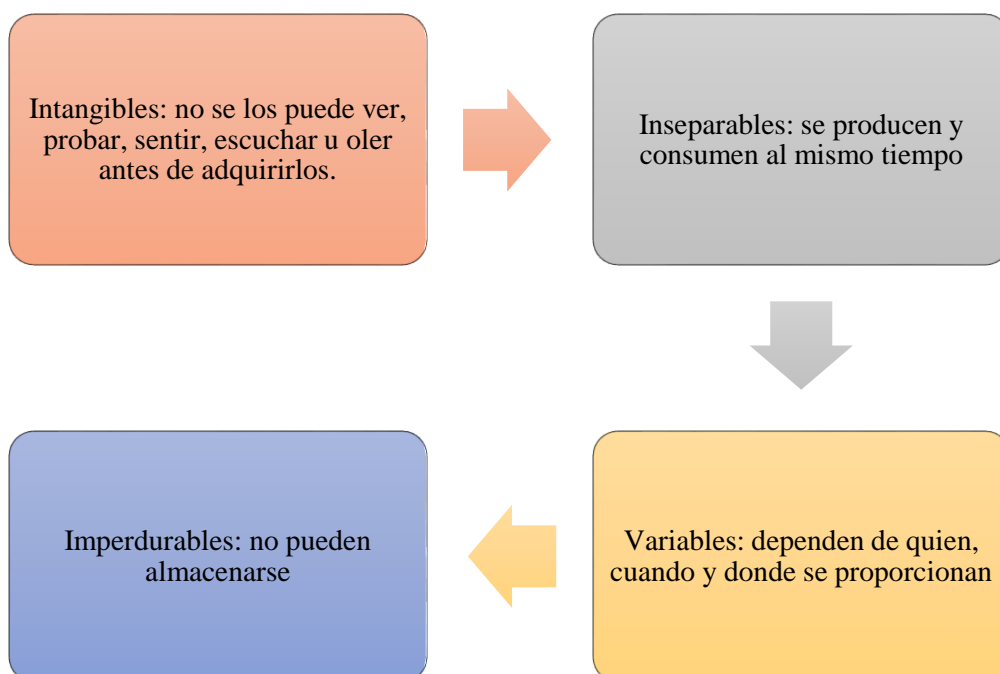 Intangibles: no se los puede ver,
probar, sentir, escuchar u oler
antes de adquirirlos.
Inseparables: se producen y
consumen al mismo tiempo
Variables: dependen de quien,
cuando y donde se proporcionan
Imperdurables: no pueden
almacenarse